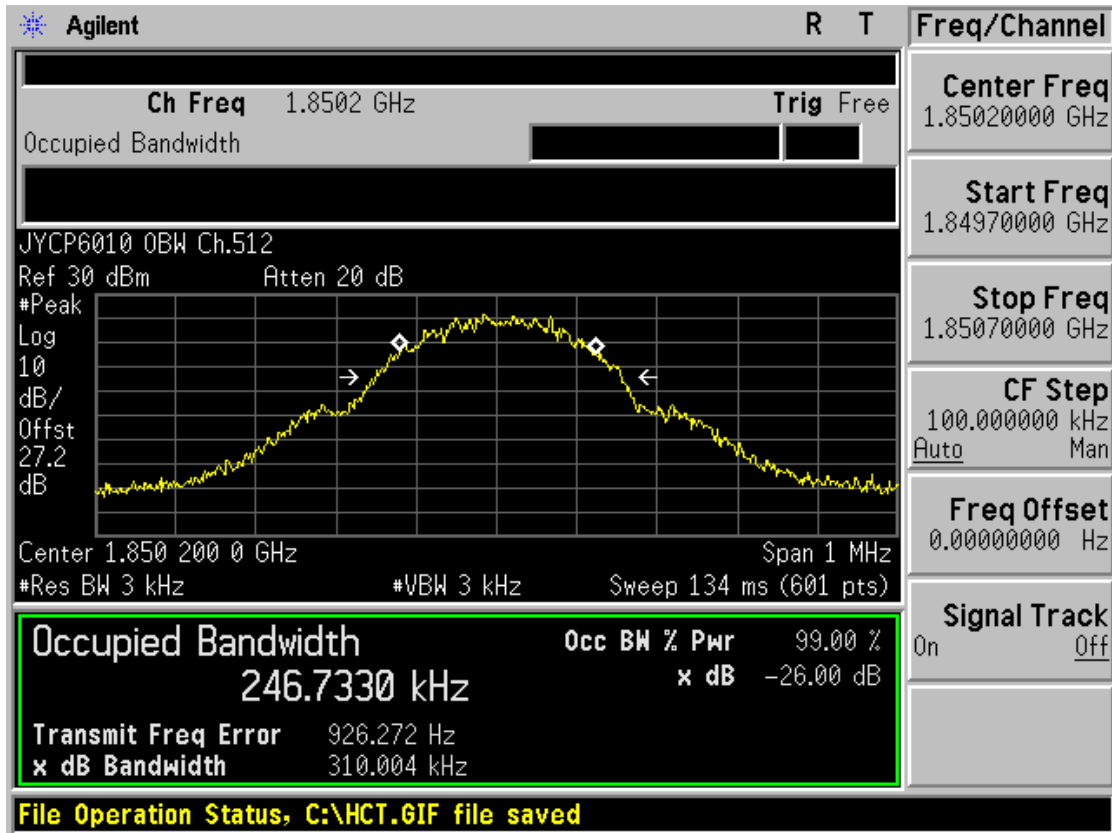 Agilent R T
Freq/Channel
Ch Freq 1.8502 GHz Trig Free
Occupied Bandwidth
JYCP6010 OBW Ch.512
Ref 30 dBm Atten 20 dB
#Peak
Log
10
dB/
Offst
27.2
dB
Center 1.850 200 0 GHz Span 1 MHz
#Res BW 3 kHz #VBW 3 kHz Sweep 134 ms (601 pts)
Occupied Bandwidth
246.7330 kHz
Occ BW % Pwr 99.00 %
x dB -26.00 dB
Transmit Freq Error 926.272 Hz
x dB Bandwidth 310.004 kHz
File Operation Status, C:\HCT.GIF file saved
Center Freq
1.85020000 GHz
Start Freq
1.84970000 GHz
Stop Freq
1.85070000 GHz
CF Step
100.000000 kHz
Auto Man
Freq Offset
0.00000000 Hz
Signal Track
On Off